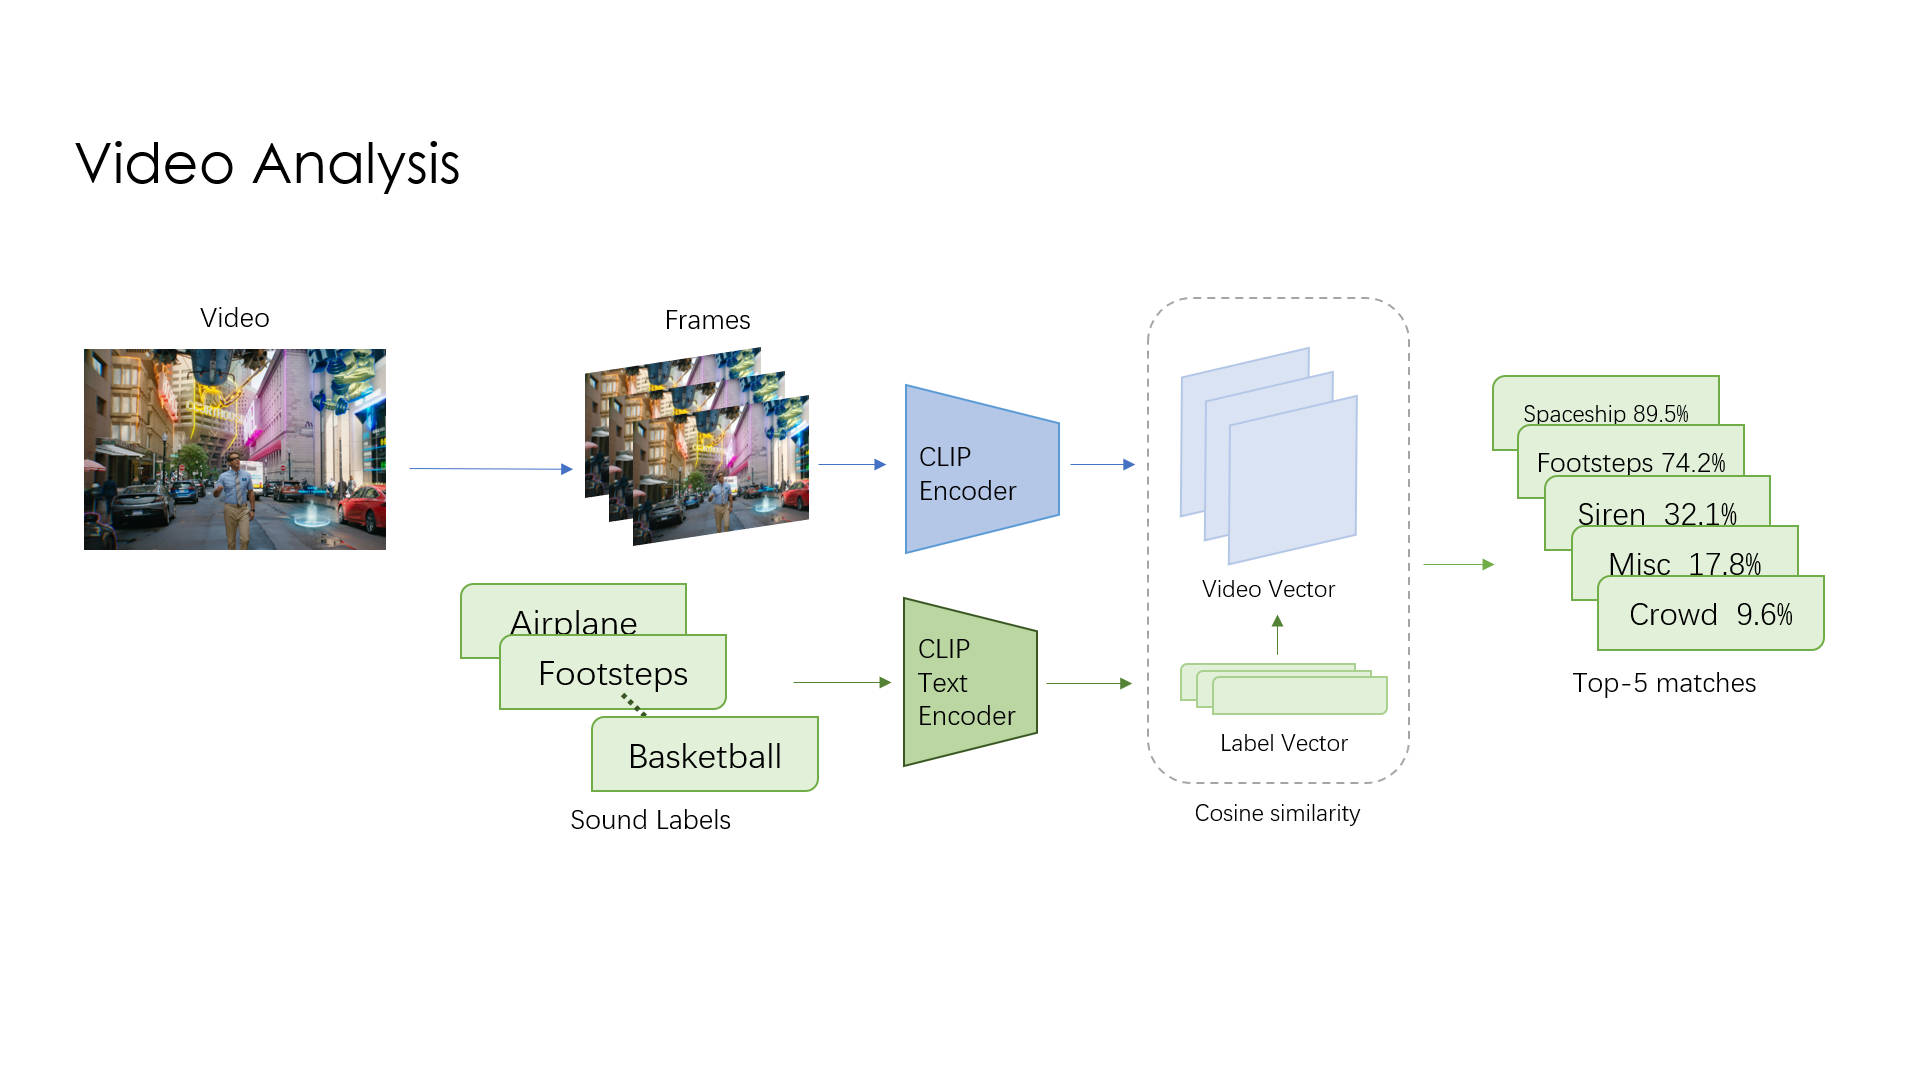 Video Analysis
Video
Frames
CLIP
Encoder
Airplane
Footsteps
Basketball
Sound Labels
CLIP
Text
Encoder
Video Vector
Label Vector
Cosine similarity
Spaceship 89.5%
Footsteps 74.2%
Siren 32.1%
Misc 17.8%
Crowd 9.6%
Top-5 matches